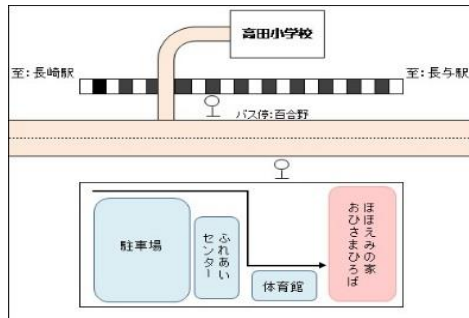 高田小学校
至:長崎駅
至:長与駅
バス停:百合野
駐車場
ふれあい
センター
体育館
ほほえみの家
おひさまひろば